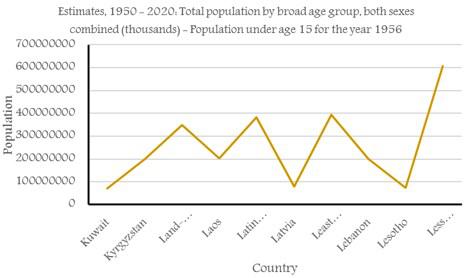 Estimates, 1950 - 2020: Total population by broad age group, both sexes
combined (thousands) - Population under age 15 for the year 1956
Population
700000000
600000000
500000000
400000000
300000000
200000000
100000000
0
Kuwait
Kyrgyzstan
Land-...
Laos
Latin...
Latvia
Least...
Lebanon
Lesotho
Less...
Country